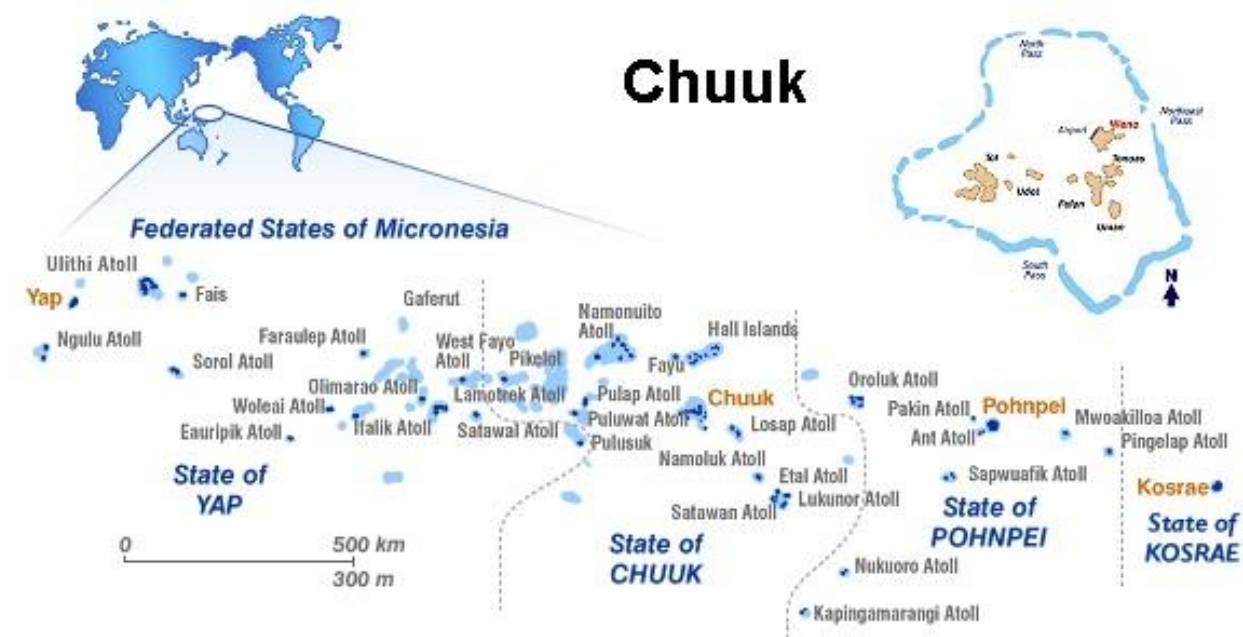 Chuuk
North
Pass
Northeast
Pass
Airport
Weno
Tol
Udot
Tonoas
Fefan
Uman
South
Pass
N
Federated States of Micronesia
Ulithi Atoll
Yap
Fais
Ngulu Atoll
Sorol Atoll
Gaferut
Faraulep Atoll
West Fayo
Atoll
Pikelot
Namonuito
Atoll
Hall Islands
Fayu
Olimarao Atoll
Lamotrek Atoll
Pulap Atoll
Chuuk
Woleai Atoll
Ifalik Atoll
Satawal Atoll
Puluwat Atoll
Losap Atoll
Eauripik Atoll
Pulusuk
Namoluk Atoll
Etal Atoll
Lukunor Atoll
Satawan Atoll
Oroluk Atoll
Pakin Atoll
Pohnpei
Ant Atoll
Mwoakilloa Atoll
Pingelap Atoll
Sapwuafik Atoll
Kosrae
Nukuoro Atoll
Kapingamarangi Atoll
State of
YAP
State of
CHUUK
State of
POHNPEI
State of
KOSRAE
0 500 km
300 m